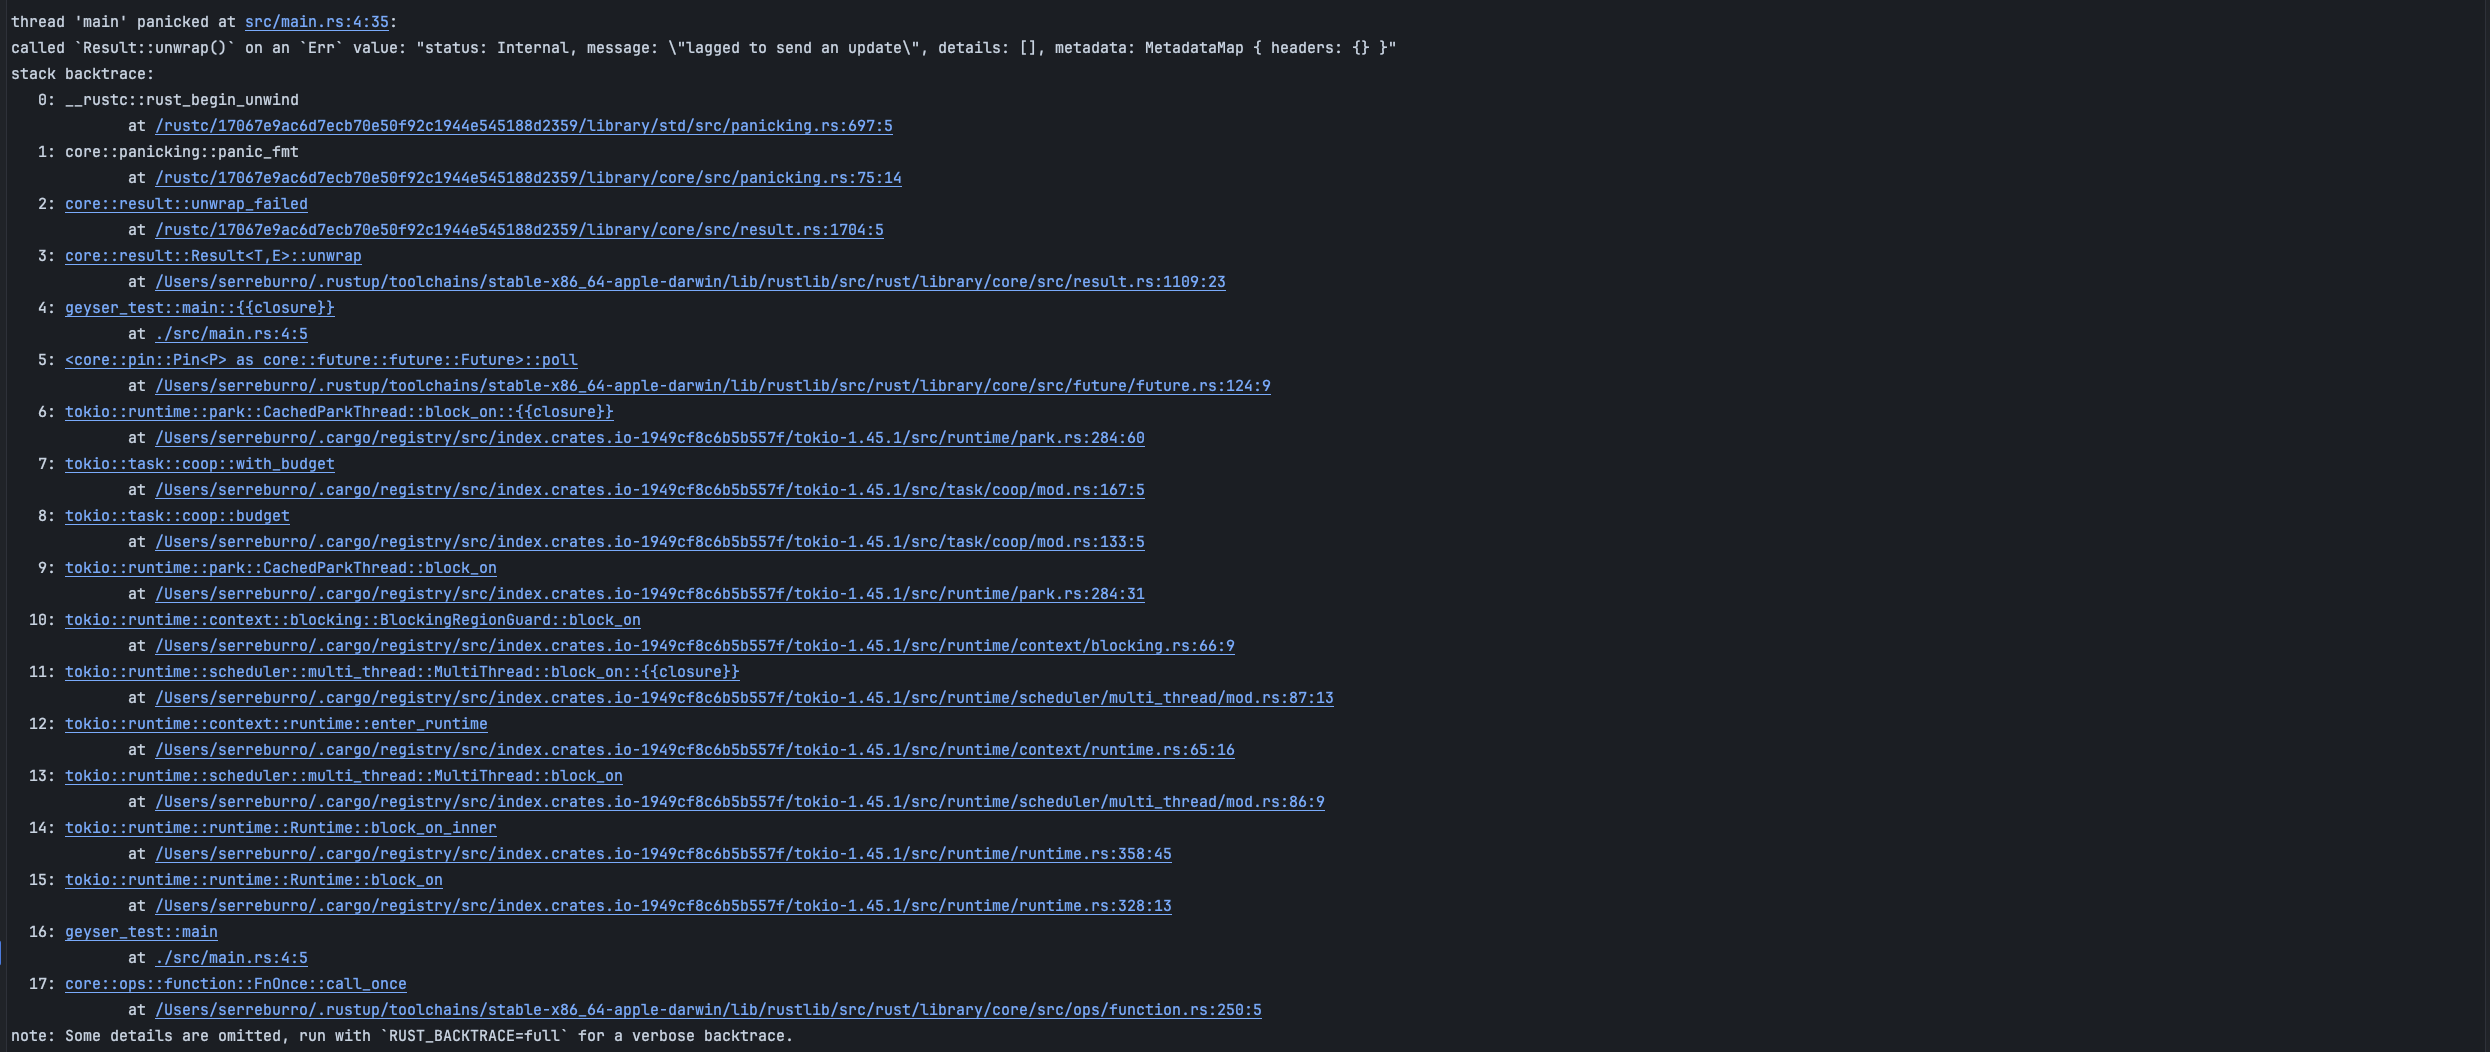 thread 'main' panicked at src/main.rs:4:35:
called `Result::unwrap()` on an `Err` value: "status: Internal, message: \"lagged to send an update\", details: [], metadata: MetadataMap { headers: {} }"
stack backtrace:
   0: __rustc::rust_begin_unwind
             at /rustc/17067e9ac6d7ecb70e50f92c1944e545188d2359/library/std/src/panicking.rs:697:5
   1: core::panicking::panic_fmt
             at /rustc/17067e9ac6d7ecb70e50f92c1944e545188d2359/library/core/src/panicking.rs:75:14
   2: core::result::unwrap_failed
             at /rustc/17067e9ac6d7ecb70e50f92c1944e545188d2359/library/core/src/result.rs:1704:5
   3: core::result::Result<T,E>::unwrap
             at /Users/serreburro/.rustup/toolchains/stable-x86_64-apple-darwin/lib/rustlib/src/rust/library/core/src/result.rs:1109:23
   4: geyser_test::main::{{closure}}
             at ./src/main.rs:4:5
   5: <core::pin::Pin<P> as core::future::future::Future>::poll
             at /Users/serreburro/.rustup/toolchains/stable-x86_64-apple-darwin/lib/rustlib/src/rust/library/core/src/future/future.rs:124:9
   6: tokio::runtime::park::CachedParkThread::block_on::{{closure}}
             at /Users/serreburro/.cargo/registry/src/index.crates.io-1949cf8c6b5b557f/tokio-1.45.1/src/runtime/park.rs:284:60
   7: tokio::task::coop::with_budget
             at /Users/serreburro/.cargo/registry/src/index.crates.io-1949cf8c6b5b557f/tokio-1.45.1/src/task/coop/mod.rs:167:5
   8: tokio::task::coop::budget
             at /Users/serreburro/.cargo/registry/src/index.crates.io-1949cf8c6b5b557f/tokio-1.45.1/src/task/coop/mod.rs:133:5
   9: tokio::runtime::park::CachedParkThread::block_on
             at /Users/serreburro/.cargo/registry/src/index.crates.io-1949cf8c6b5b557f/tokio-1.45.1/src/runtime/park.rs:284:31
  10: tokio::runtime::context::blocking::BlockingRegionGuard::block_on
             at /Users/serreburro/.cargo/registry/src/index.crates.io-1949cf8c6b5b557f/tokio-1.45.1/src/runtime/context/blocking.rs:66:9
  11: tokio::runtime::scheduler::multi_thread::MultiThread::block_on::{{closure}}
             at /Users/serreburro/.cargo/registry/src/index.crates.io-1949cf8c6b5b557f/tokio-1.45.1/src/runtime/scheduler/multi_thread/mod.rs:87:13
  12: tokio::runtime::context::runtime::enter_runtime
             at /Users/serreburro/.cargo/registry/src/index.crates.io-1949cf8c6b5b557f/tokio-1.45.1/src/runtime/context/runtime.rs:65:16
  13: tokio::runtime::scheduler::multi_thread::MultiThread::block_on
             at /Users/serreburro/.cargo/registry/src/index.crates.io-1949cf8c6b5b557f/tokio-1.45.1/src/runtime/scheduler/multi_thread/mod.rs:86:9
  14: tokio::runtime::runtime::Runtime::block_on_inner
             at /Users/serreburro/.cargo/registry/src/index.crates.io-1949cf8c6b5b557f/tokio-1.45.1/src/runtime/runtime.rs:358:45
  15: tokio::runtime::runtime::Runtime::block_on
             at /Users/serreburro/.cargo/registry/src/index.crates.io-1949cf8c6b5b557f/tokio-1.45.1/src/runtime/runtime.rs:328:13
  16: geyser_test::main
             at ./src/main.rs:4:5
  17: core::ops::function::FnOnce::call_once
             at /Users/serreburro/.rustup/toolchains/stable-x86_64-apple-darwin/lib/rustlib/src/rust/library/core/src/ops/function.rs:250:5
note: Some details are omitted, run with `RUST_BACKTRACE=full` for a verbose backtrace.